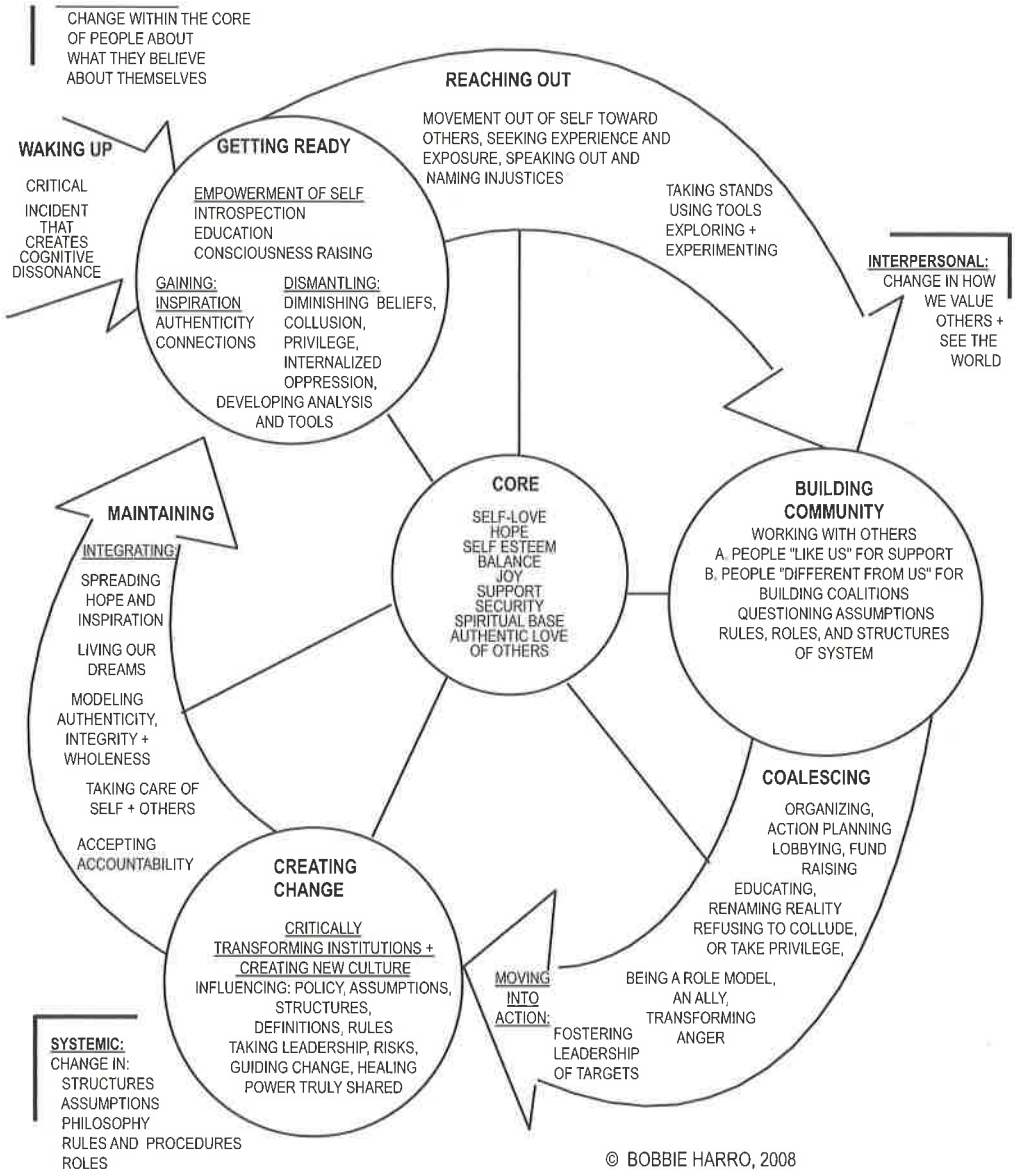 CHANGE WITHIN THE CORE
OF PEOPLE ABOUT
WHAT THEY BELIEVE
ABOUT THEMSELVES
WAKING UP
CRITICAL
INCIDENT
THAT
CREATES
COGNITIVE
DISSONANCE
GETTING READY
EMPOWERMENT OF SELF
INTROSPECTION
EDUCATION
CONSCIOUSNESS RAISING
GAINING:
INSPIRATION
AUTHENTICITY
CONNECTIONS
DISMANTLING:
DIMINISHING BELIEFS,
COLLUSION,
PRIVILEGE,
INTERNALIZED
OPPRESSION,
DEVELOPING ANALYSIS
AND TOOLS
REACHING OUT
MOVEMENT OUT OF SELF TOWARD
OTHERS, SEEKING EXPERIENCE AND
EXPOSURE, SPEAKING OUT AND
NAMING INJUSTICES
TAKING STANDS
USING TOOLS
EXPLORING +
EXPERIMENTING
INTERPERSONAL:
CHANGE IN HOW
WE VALUE
OTHERS +
SEE THE
WORLD
BUILDING
COMMUNITY
WORKING WITH OTHERS
A. PEOPLE "LIKE US" FOR SUPPORT
B. PEOPLE "DIFFERENT FROM US" FOR
BUILDING COALITIONS
QUESTIONING ASSUMPTIONS
RULES, ROLES, AND STRUCTURES
OF SYSTEM
CORE
SELF-LOVE
HOPE
SELF ESTEEM
BALANCE
JOY
SUPPORT
SECURITY
SPIRITUAL BASE
AUTHENTIC LOVE
OF OTHERS
COALESCING
ORGANIZING,
ACTION PLANNING
LOBBYING, FUND
RAISING
EDUCATING,
RENAMING REALITY
REFUSING TO COLLUDE,
OR TAKE PRIVILEGE,
BEING A ROLE MODEL,
AN ALLY,
TRANSFORMING
ANGER
MOVING
INTO
ACTION:
FOSTERING
LEADERSHIP
OF TARGETS
CREATING
CHANGE
CRITICALLY
TRANSFORMING INSTITUTIONS +
CREATING NEW CULTURE
INFLUENCING: POLICY, ASSUMPTIONS,
STRUCTURES,
DEFINITIONS, RULES
TAKING LEADERSHIP, RISKS,
GUIDING CHANGE, HEALING
POWER TRULY SHARED
MAINTAINING
INTEGRATING:
SPREADING
HOPE AND
INSPIRATION
LIVING OUR
DREAMS
MODELING
AUTHENTICITY,
INTEGRITY +
WHOLENESS
TAKING CARE OF
SELF + OTHERS
ACCEPTING
ACCOUNTABILITY
SYSTEMIC:
CHANGE IN:
STRUCTURES
ASSUMPTIONS
PHILOSOPHY
RULES AND PROCEDURES
ROLES
© BOBBIE HARRO, 2008